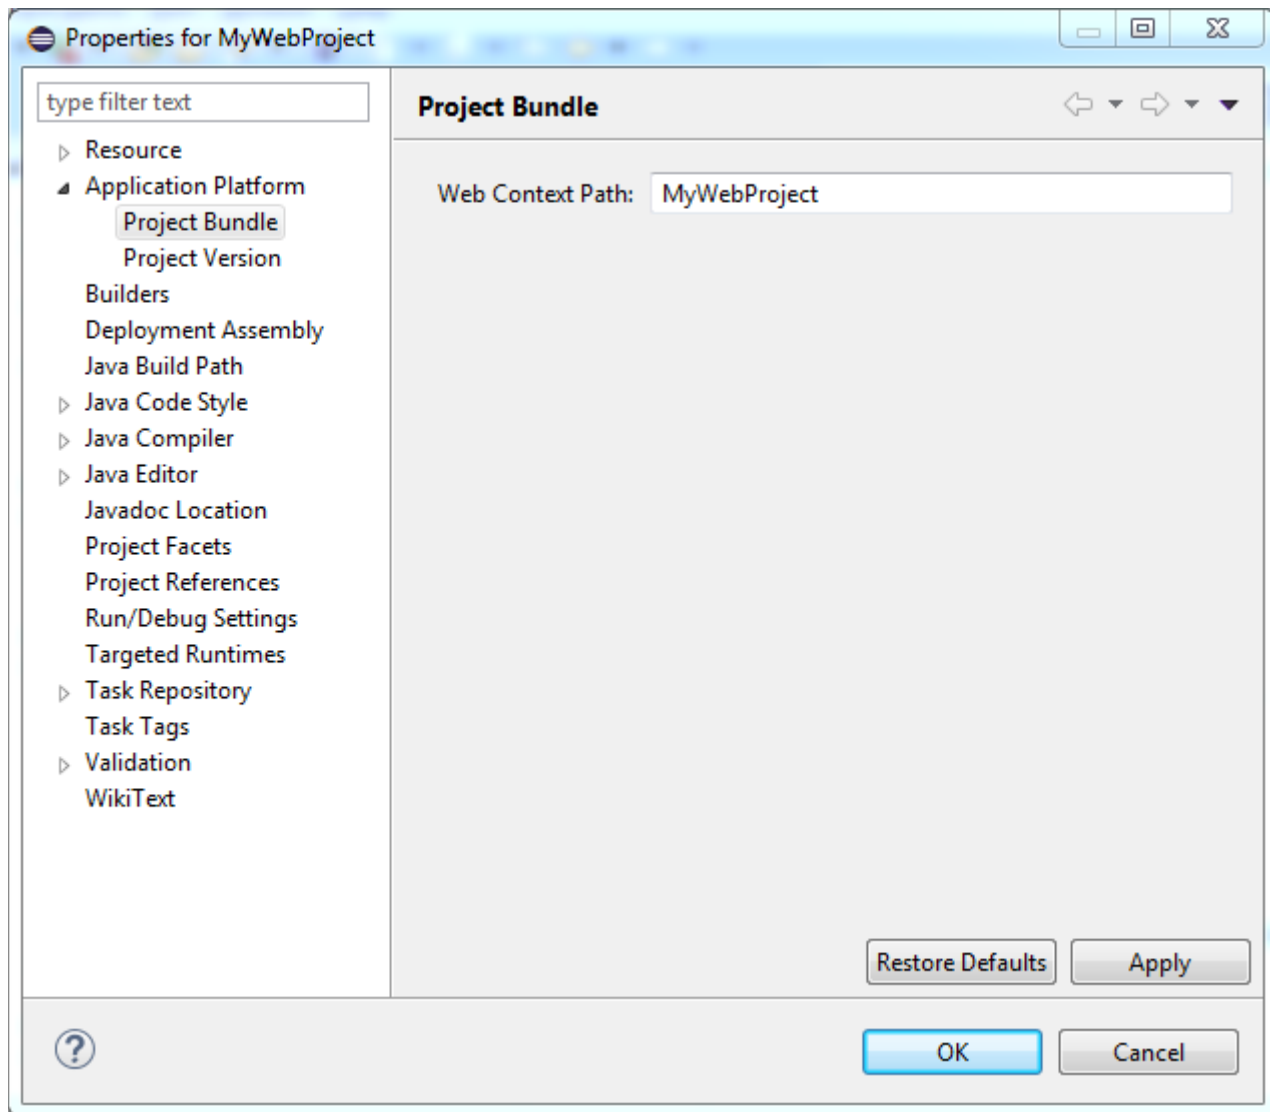 Properties for MyWebProject
type filter text
Resource
Application Platform
Project Bundle
Project Version
Builders
Deployment Assembly
Java Build Path
Java Code Style
Java Compiler
Java Editor
Javadoc Location
Project Facets
Project References
Run/Debug Settings
Targeted Runtimes
Task Repository
Task Tags
Validation
WikiText
Project Bundle
Web Context Path: MyWebProject
Restore Defaults Apply
? OK Cancel